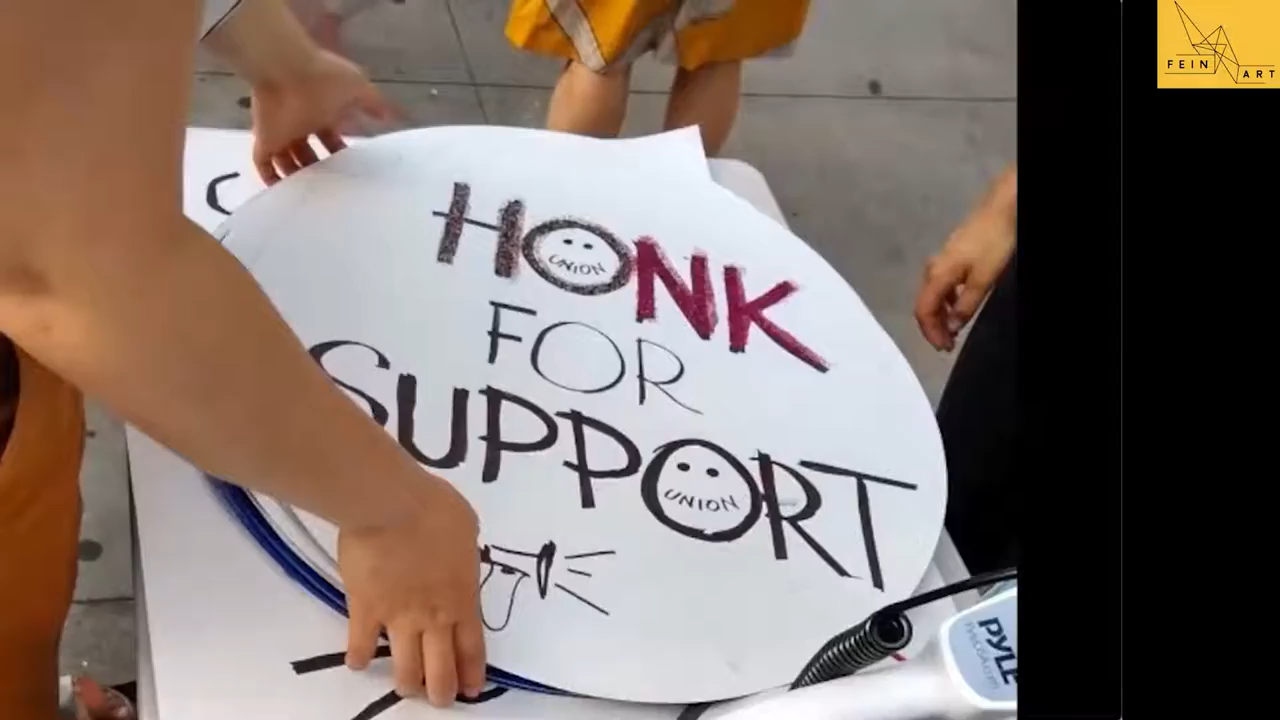 FEIN ART
HONK
UNION
FOR
SUPPORT
UNION
PYLE